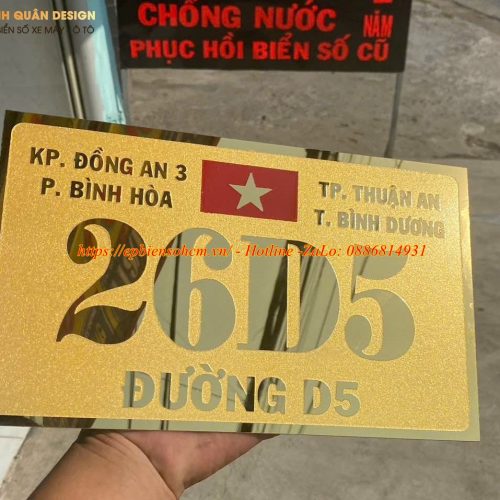 NH QUÂN DESIGN
BIỂN SỐ XE MÁY Ô TÔ
CHỐNG NƯỚC
NĂM
PHỤC HỒI BIỂN SỐ CŨ
KP. ĐỒNG AN 3
P. BÌNH HÒA
TP. THUẬN AN
T. BÌNH DƯƠNG
https://epbiensohcm.vn/ - Hotline -ZaLo: 0886814931
26D5
ĐƯỜNG D5